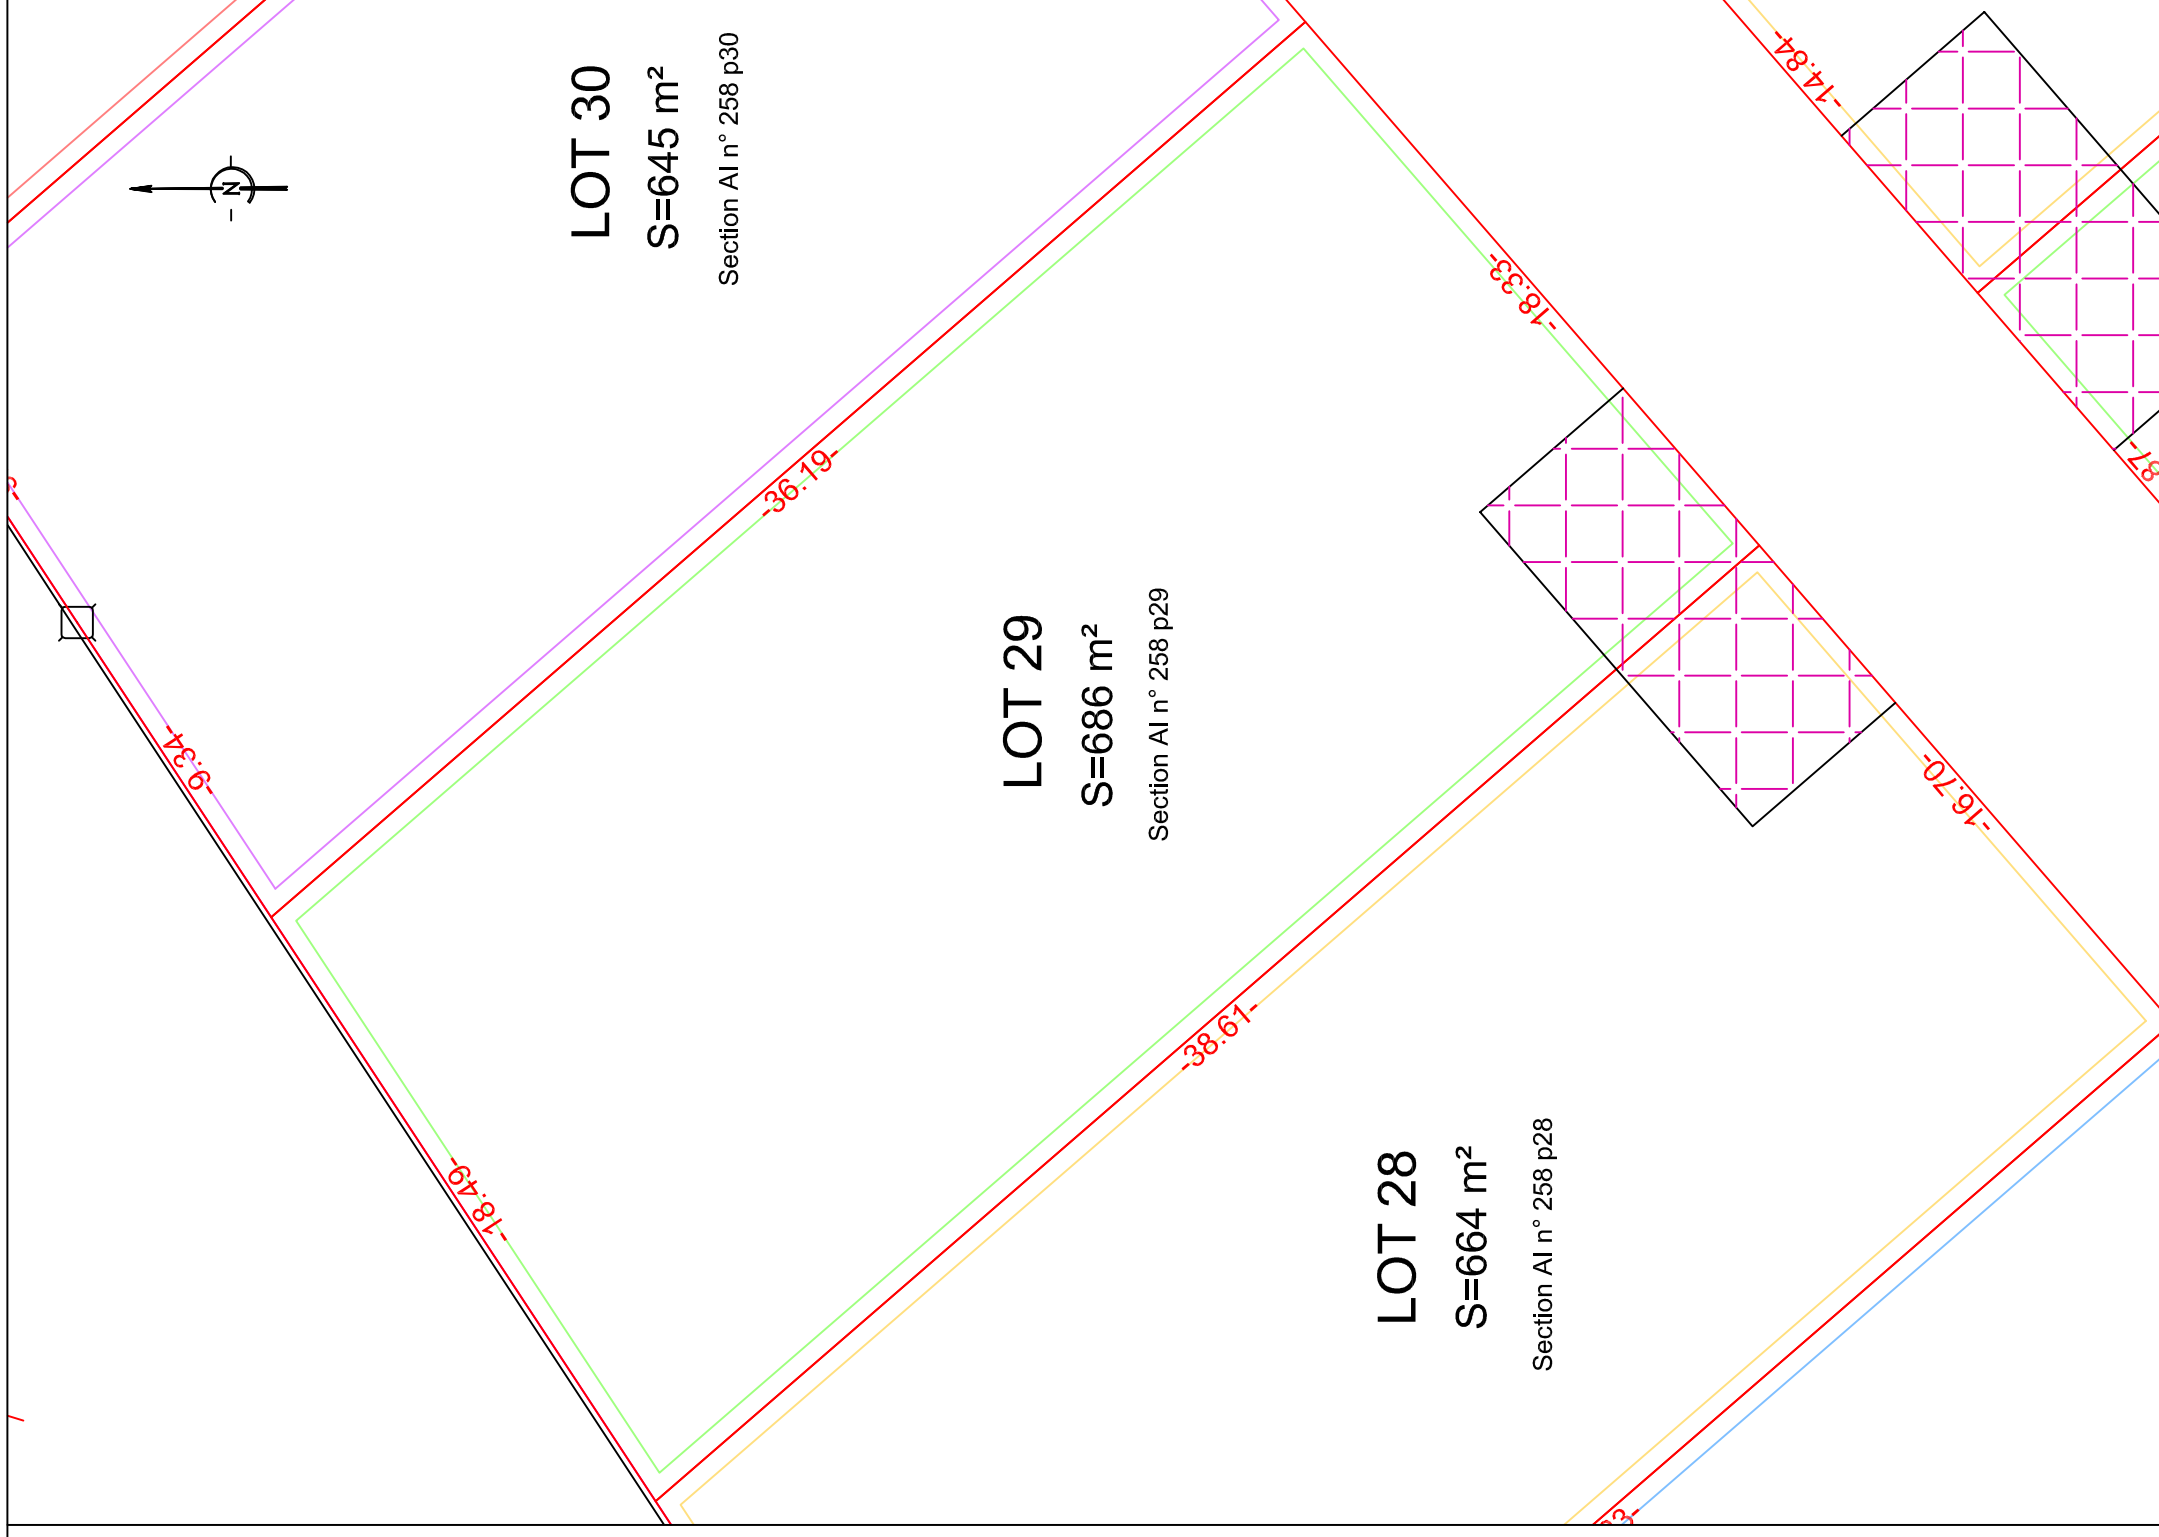 LOT 30
S=645 m²
Section AI n° 258 p30
N
-14.84-
-18.33-
-36.19-
LOT 29
S=686 m²
Section AI n° 258 p29
-9.34-
-16.70-
-38.61-
-18.49-
LOT 28
S=664 m²
Section AI n° 258 p28